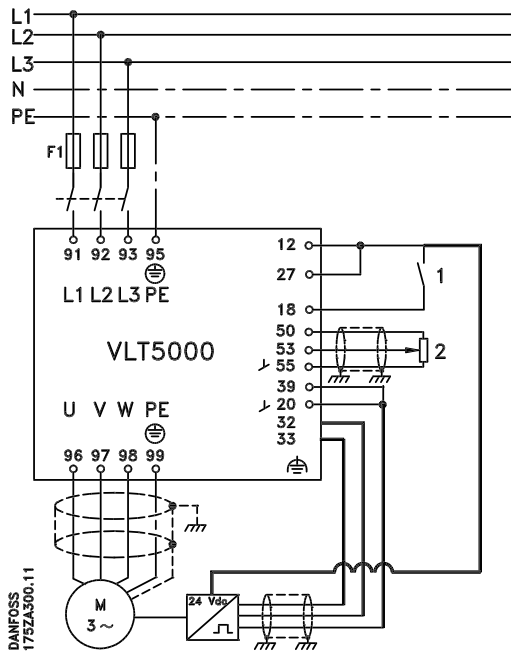 L1
L2
L3
N
PE
F1
91 92 93 95
L1 L2 L3 PE
VLT5000
U V W PE
96 97 98 99
12
27
18
50
53
55
39
20
32
33
1
2
M
3 ~
24 Vdc
DANFOSS
175ZA300.11